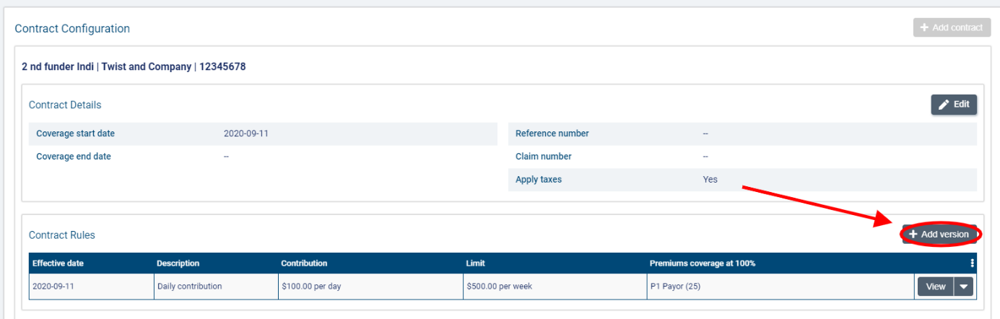 Contract Configuration
+ Add contract
2 nd funder Indi | Twist and Company | 12345678
Contract Details
Edit
Coverage start date 2020-09-11
Reference number --
Coverage end date --
Claim number --
Apply taxes Yes
Contract Rules
+ Add version
Effective date Description Contribution Limit Premiums coverage at 100%
2020-09-11 Daily contribution $100.00 per day $500.00 per week P1 Payor (25) View